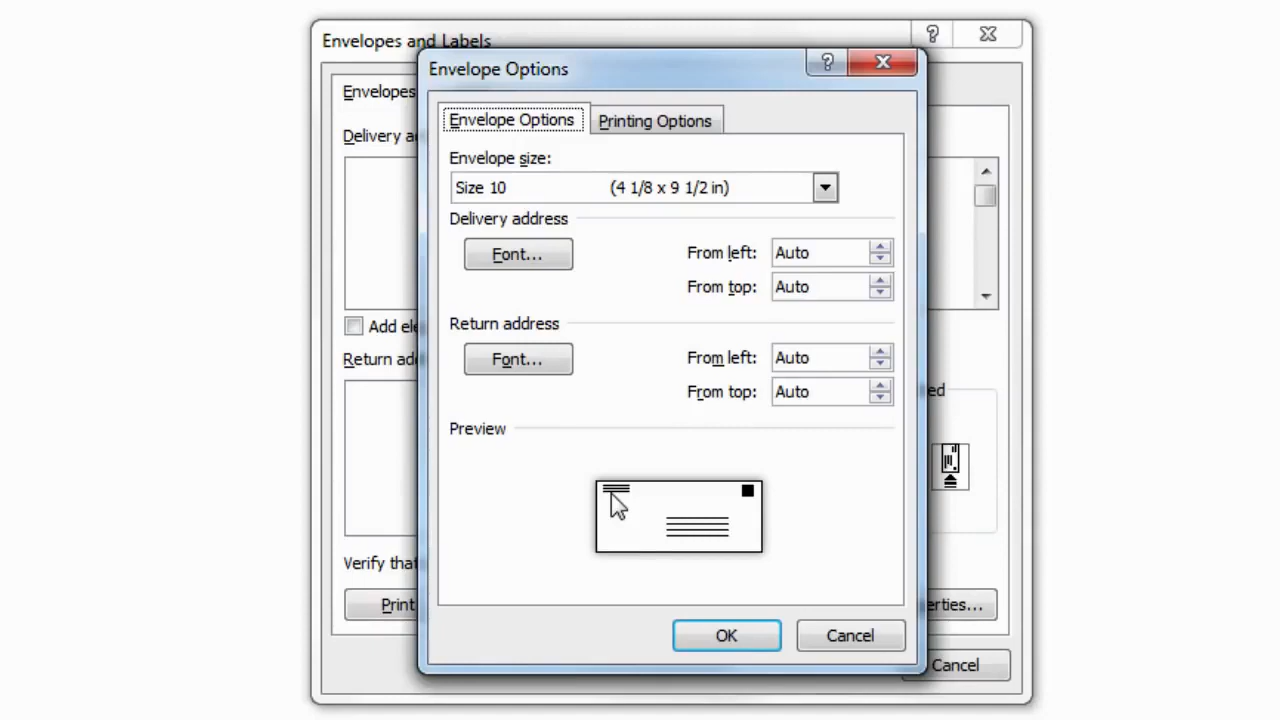 Envelopes and Labels
Envelope Options
Envelopes
Envelope Options
Printing Options
Delivery a
Envelope size:
Size 10 (4 1/8 x 9 1/2 in)
Delivery address
Font...
From left: Auto
From top: Auto
Return address
Add ele
Font...
Return add
From left: Auto
From top: Auto
ed
Preview
Verify that
Print
erties...
OK
Cancel
Cancel